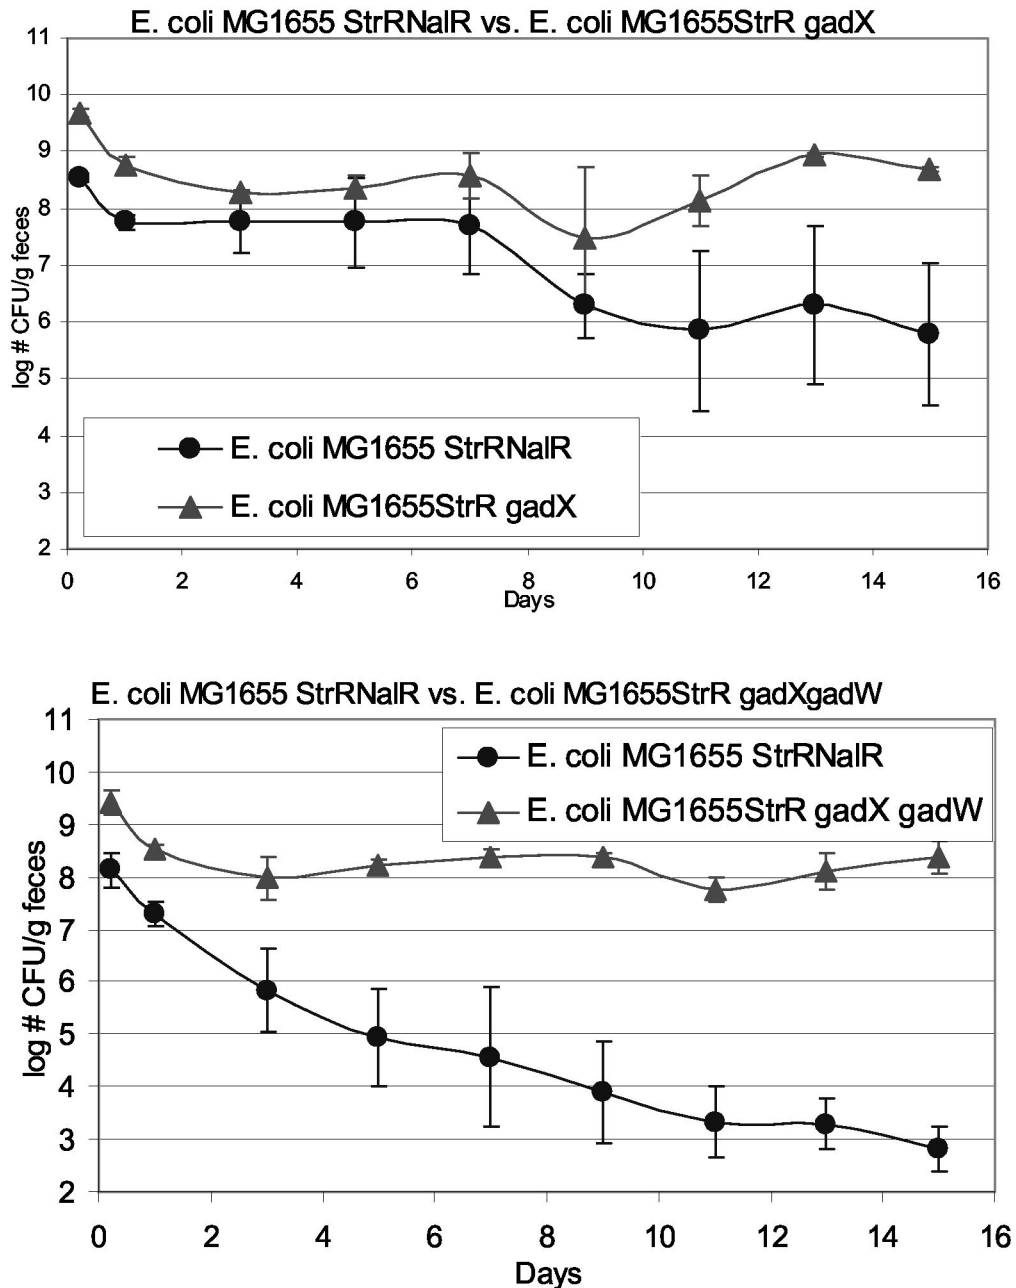 E. coli MG1655 StrRNalR vs. E. coli MG1655StrR gadX
11
10
9
8
7
6
5
4
3
2
log # CFU/g feces
E. coli MG1655 StrRNalR
E. coli MG1655StrR gadX
0 2 4 6 8 10 12 14 16
Days
E. coli MG1655 StrRNalR vs. E. coli MG1655StrR gadXgadW
11
10
9
8
7
6
5
4
3
2
log # CFU/g feces
E. coli MG1655 StrRNalR
E. coli MG1655StrR gadX gadW
0 2 4 6 8 10 12 14 16
Days